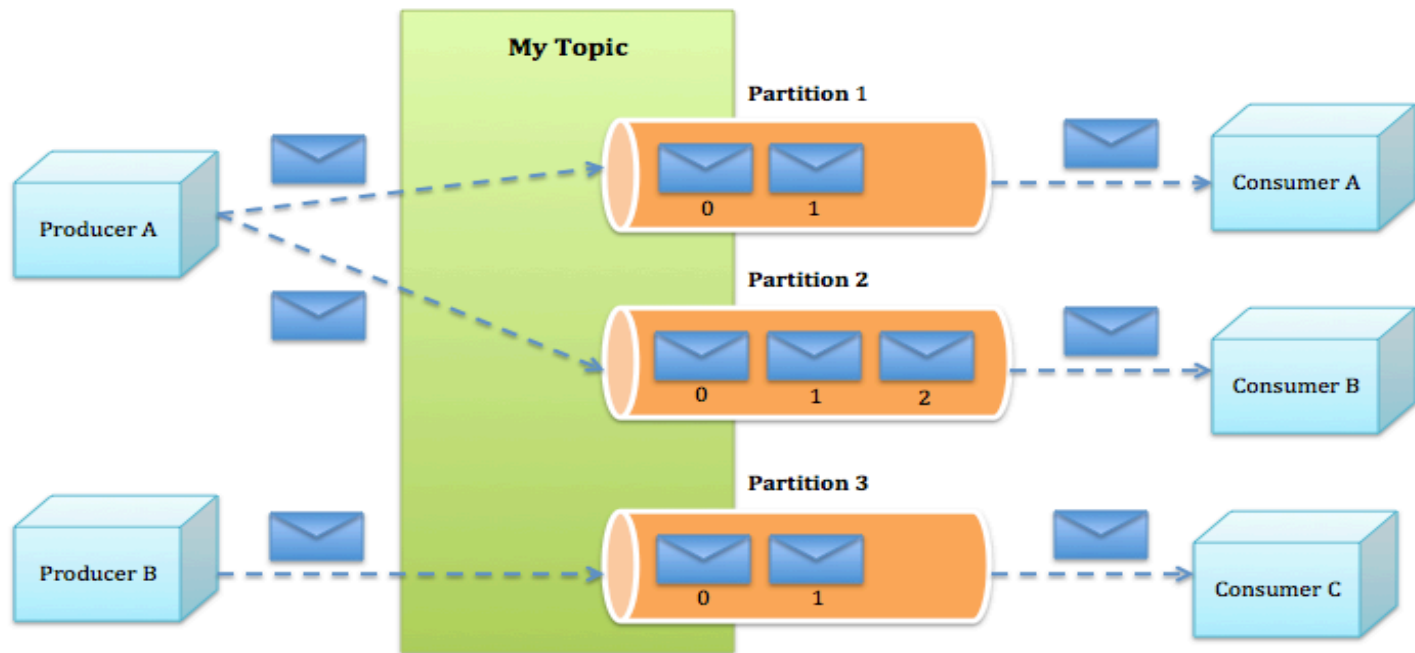 My Topic
Partition 1
Producer A
0 1
Consumer A
Partition 2
0 1 2
Consumer B
Partition 3
Producer B
0 1
Consumer C